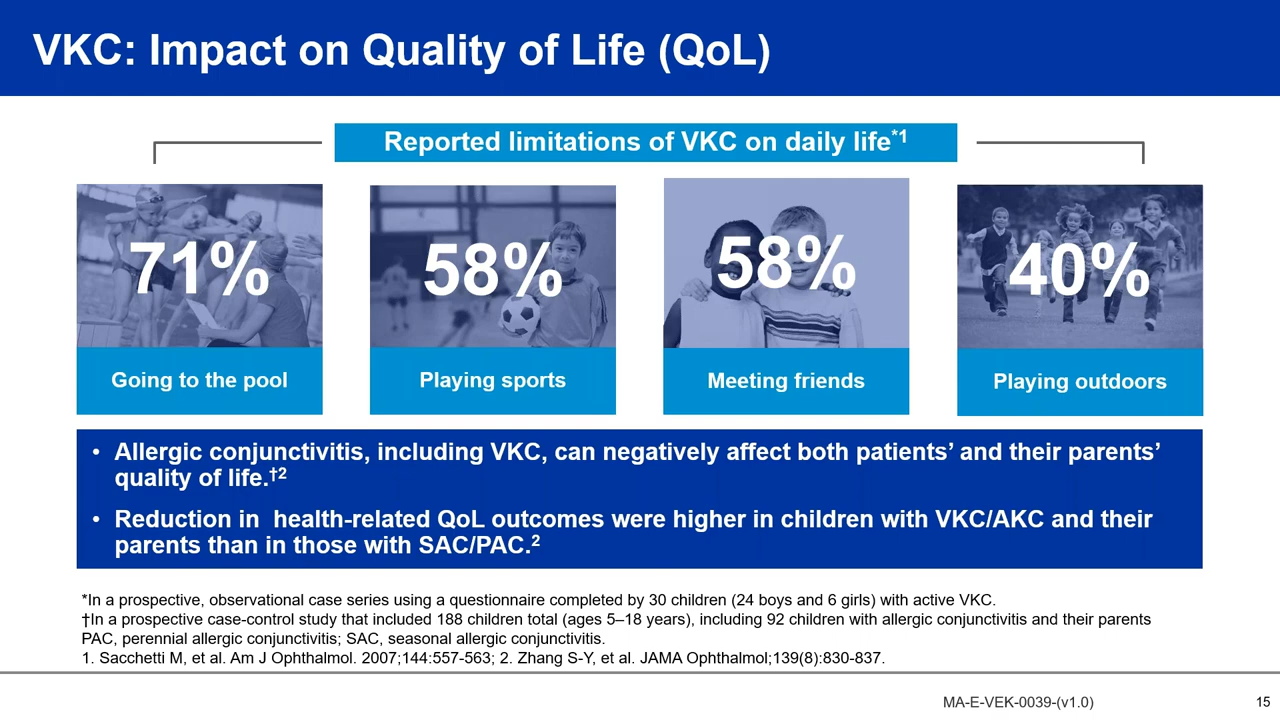 VKC: Impact on Quality of Life (QoL)
Reported limitations of VKC on daily life*1
71%
58%
58%
40%
Going to the pool
Playing sports
Meeting friends
Playing outdoors
• Allergic conjunctivitis, including VKC, can negatively affect both patients’ and their parents’
quality of life.†2
• Reduction in  health-related QoL outcomes were higher in children with VKC/AKC and their
parents than in those with SAC/PAC.2
*In a prospective, observational case series using a questionnaire completed by 30 children (24 boys and 6 girls) with active VKC.
†In a prospective case-control study that included 188 children total (ages 5–18 years), including 92 children with allergic conjunctivitis and their parents
PAC, perennial allergic conjunctivitis; SAC, seasonal allergic conjunctivitis.
1. Sacchetti M, et al. Am J Ophthalmol. 2007;144:557-563; 2. Zhang S-Y, et al. JAMA Ophthalmol;139(8):830-837.
MA-E-VEK-0039-(v1.0)
15